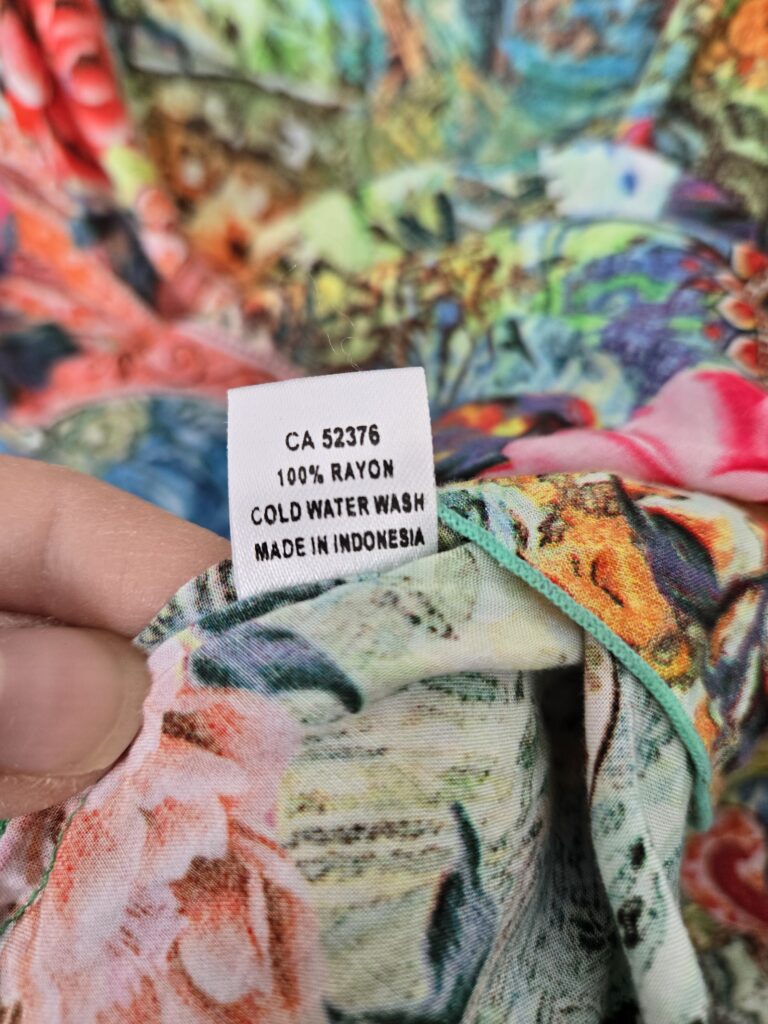 CA 52376
100% RAYON
COLD WATER WASH
MADE IN INDONESIA